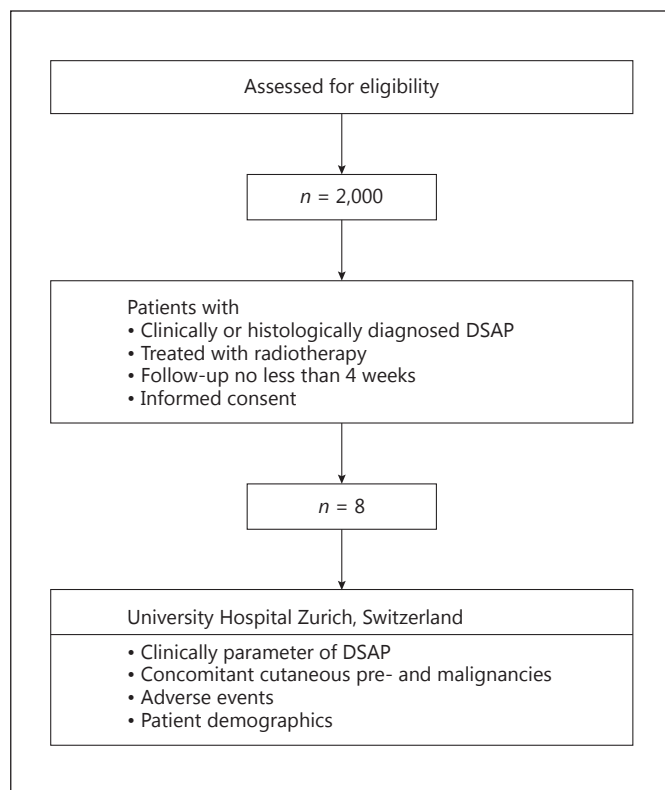 Assessed for eligibility
n = 2,000
Patients with
• Clinically or histologically diagnosed DSAP
• Treated with radiotherapy
• Follow-up no less than 4 weeks
• Informed consent
n = 8
University Hospital Zurich, Switzerland
• Clinically parameter of DSAP
• Concomitant cutaneous pre- and malignancies
• Adverse events
• Patient demographics